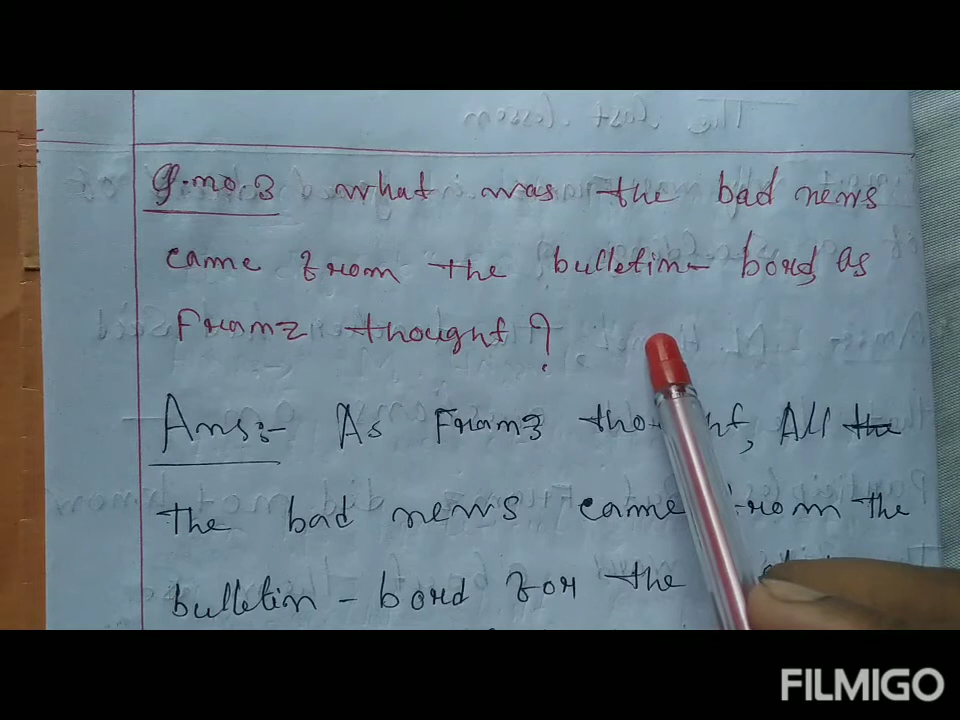 Q.no.3 what was the bad news
came from the bulletin- bord, as
Franz thought?
Ans:- As Franz thought, All the
the bad news came from the
bulletin - bord for the
FILMIGO